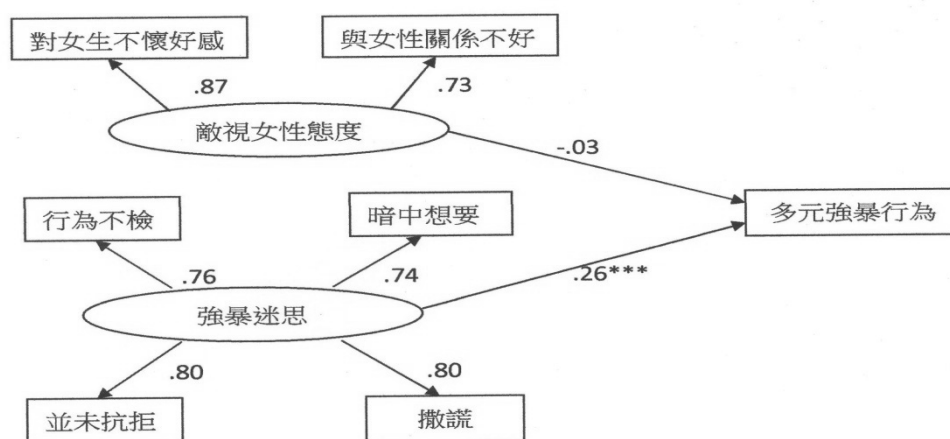 對女生不懷好感
與女性關係不好
.87
.73
敵視女性態度
-.03
行為不檢
暗中想要
多元強暴行為
.76
.74
.26***
強暴迷思
.80
.80
並未抗拒
撒謊